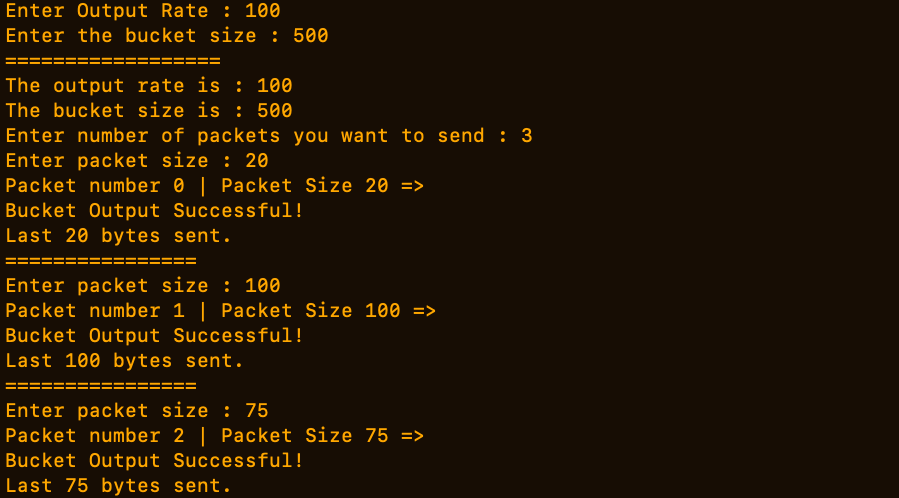 Enter Output Rate : 100
Enter the bucket size : 500
==================
The output rate is : 100
The bucket size is : 500
Enter number of packets you want to send : 3
Enter packet size : 20
Packet number 0 | Packet Size 20 =>
Bucket Output Successful!
Last 20 bytes sent.
================
Enter packet size : 100
Packet number 1 | Packet Size 100 =>
Bucket Output Successful!
Last 100 bytes sent.
================
Enter packet size : 75
Packet number 2 | Packet Size 75 =>
Bucket Output Successful!
Last 75 bytes sent.